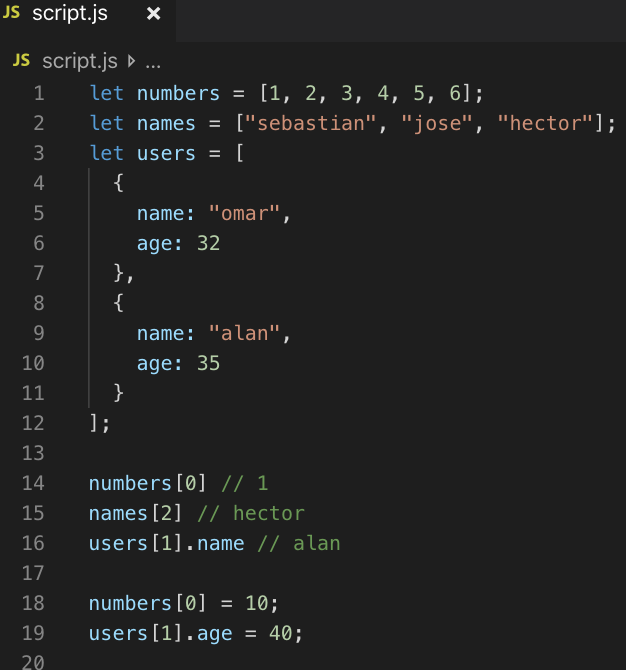 JS script.js ×
JS script.js › ...
1 let numbers = [1, 2, 3, 4, 5, 6];
2 let names = ["sebastian", "jose", "hector"];
3 let users = [
4   {
5     name: "omar",
6     age: 32
7   },
8   {
9     name: "alan",
10     age: 35
11   }
12 ];
13
14 numbers[0] // 1
15 names[2] // hector
16 users[1].name // alan
17
18 numbers[0] = 10;
19 users[1].age = 40;
20